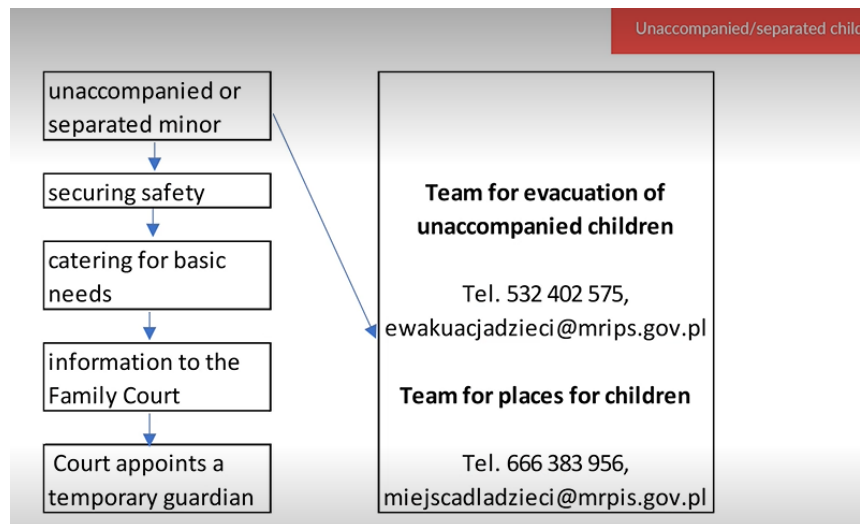 Unaccompanied/separated
unaccompanied or
separated minor
securing safety
catering for basic
needs
information to the
Family Court
Court appoints a
temporary guardian
Team for evacuation of
unaccompanied children
Tel. 532 402 575,
ewakuacjadzieci@mrips.gov.pl
Team for places for children
Tel. 666 383 956,
miejscadladzieci@mrpis.gov.pl